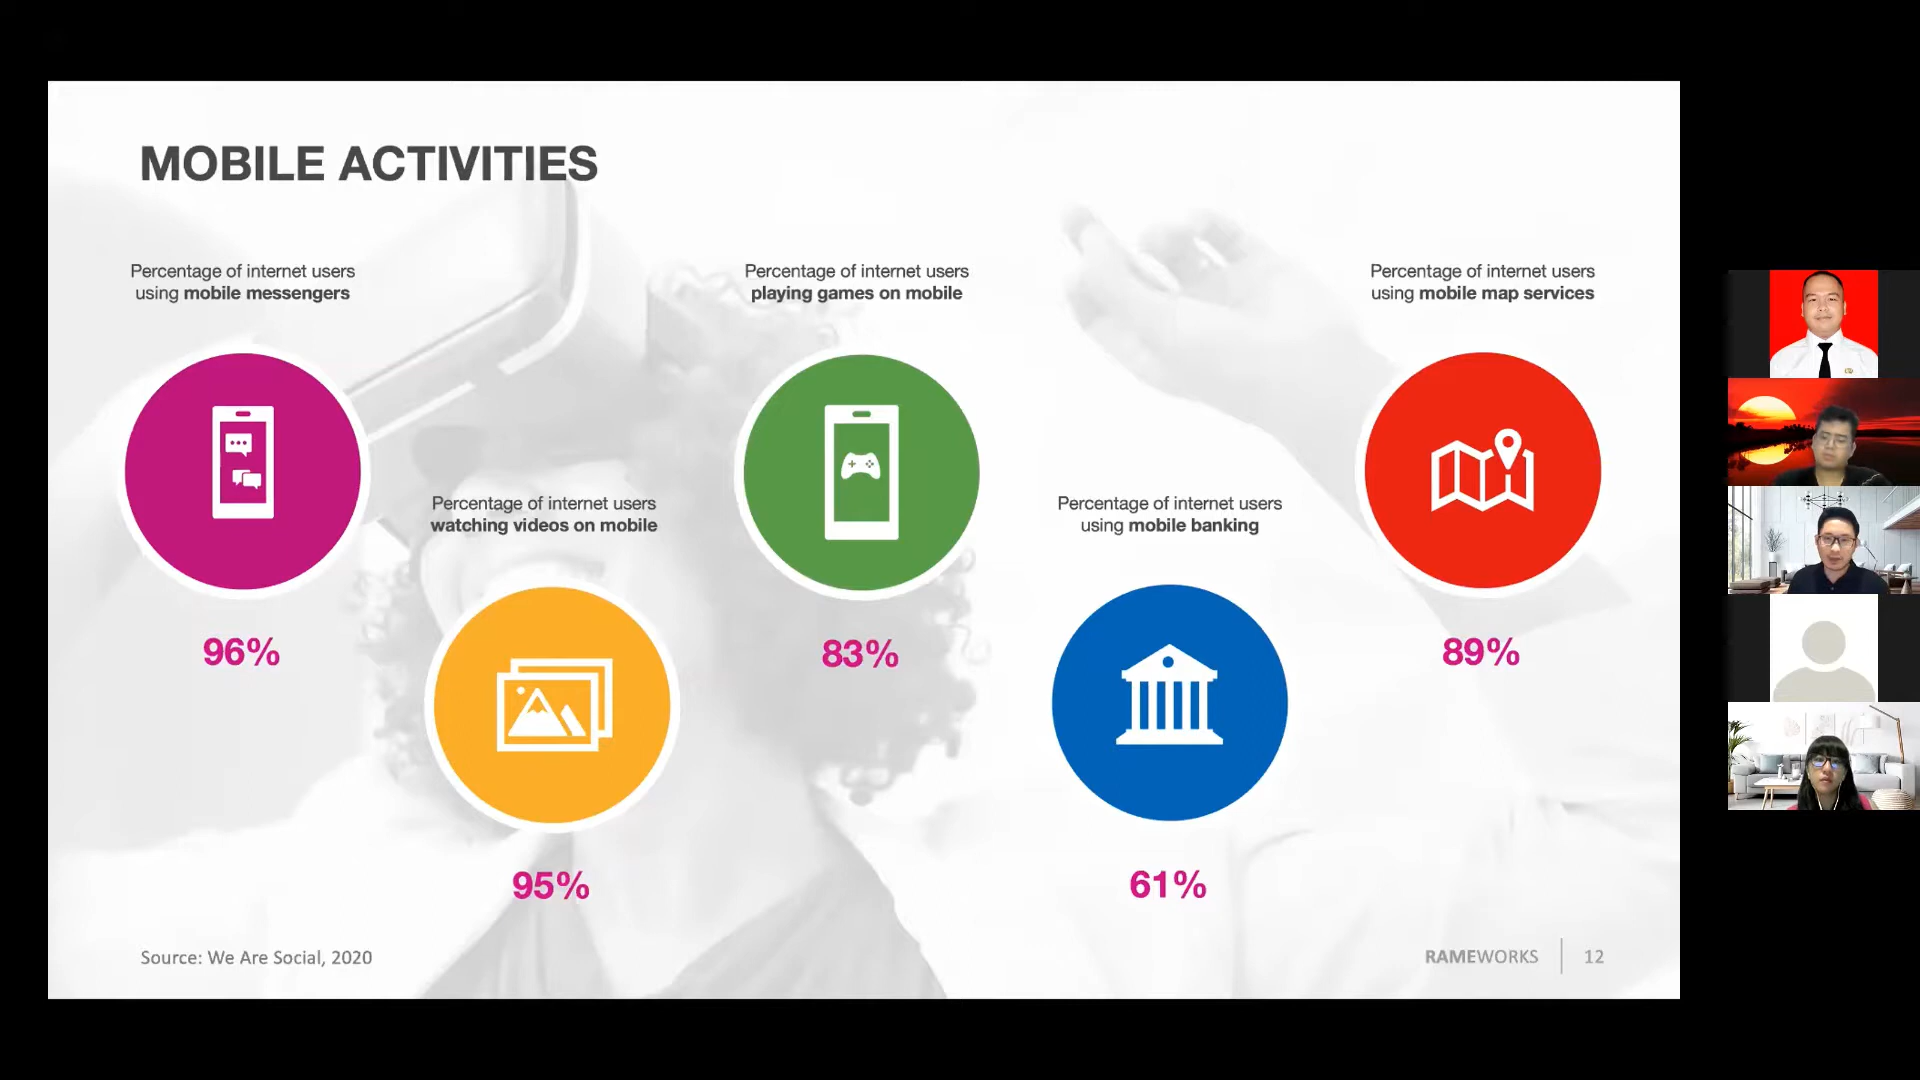 MOBILE ACTIVITIES
Percentage of internet users
using mobile messengers
96%
Percentage of internet users
watching videos on mobile
95%
Percentage of internet users
playing games on mobile
83%
Percentage of internet users
using mobile banking
61%
Percentage of internet users
using mobile map services
89%
Source: We Are Social, 2020
RAMEWORKS
12